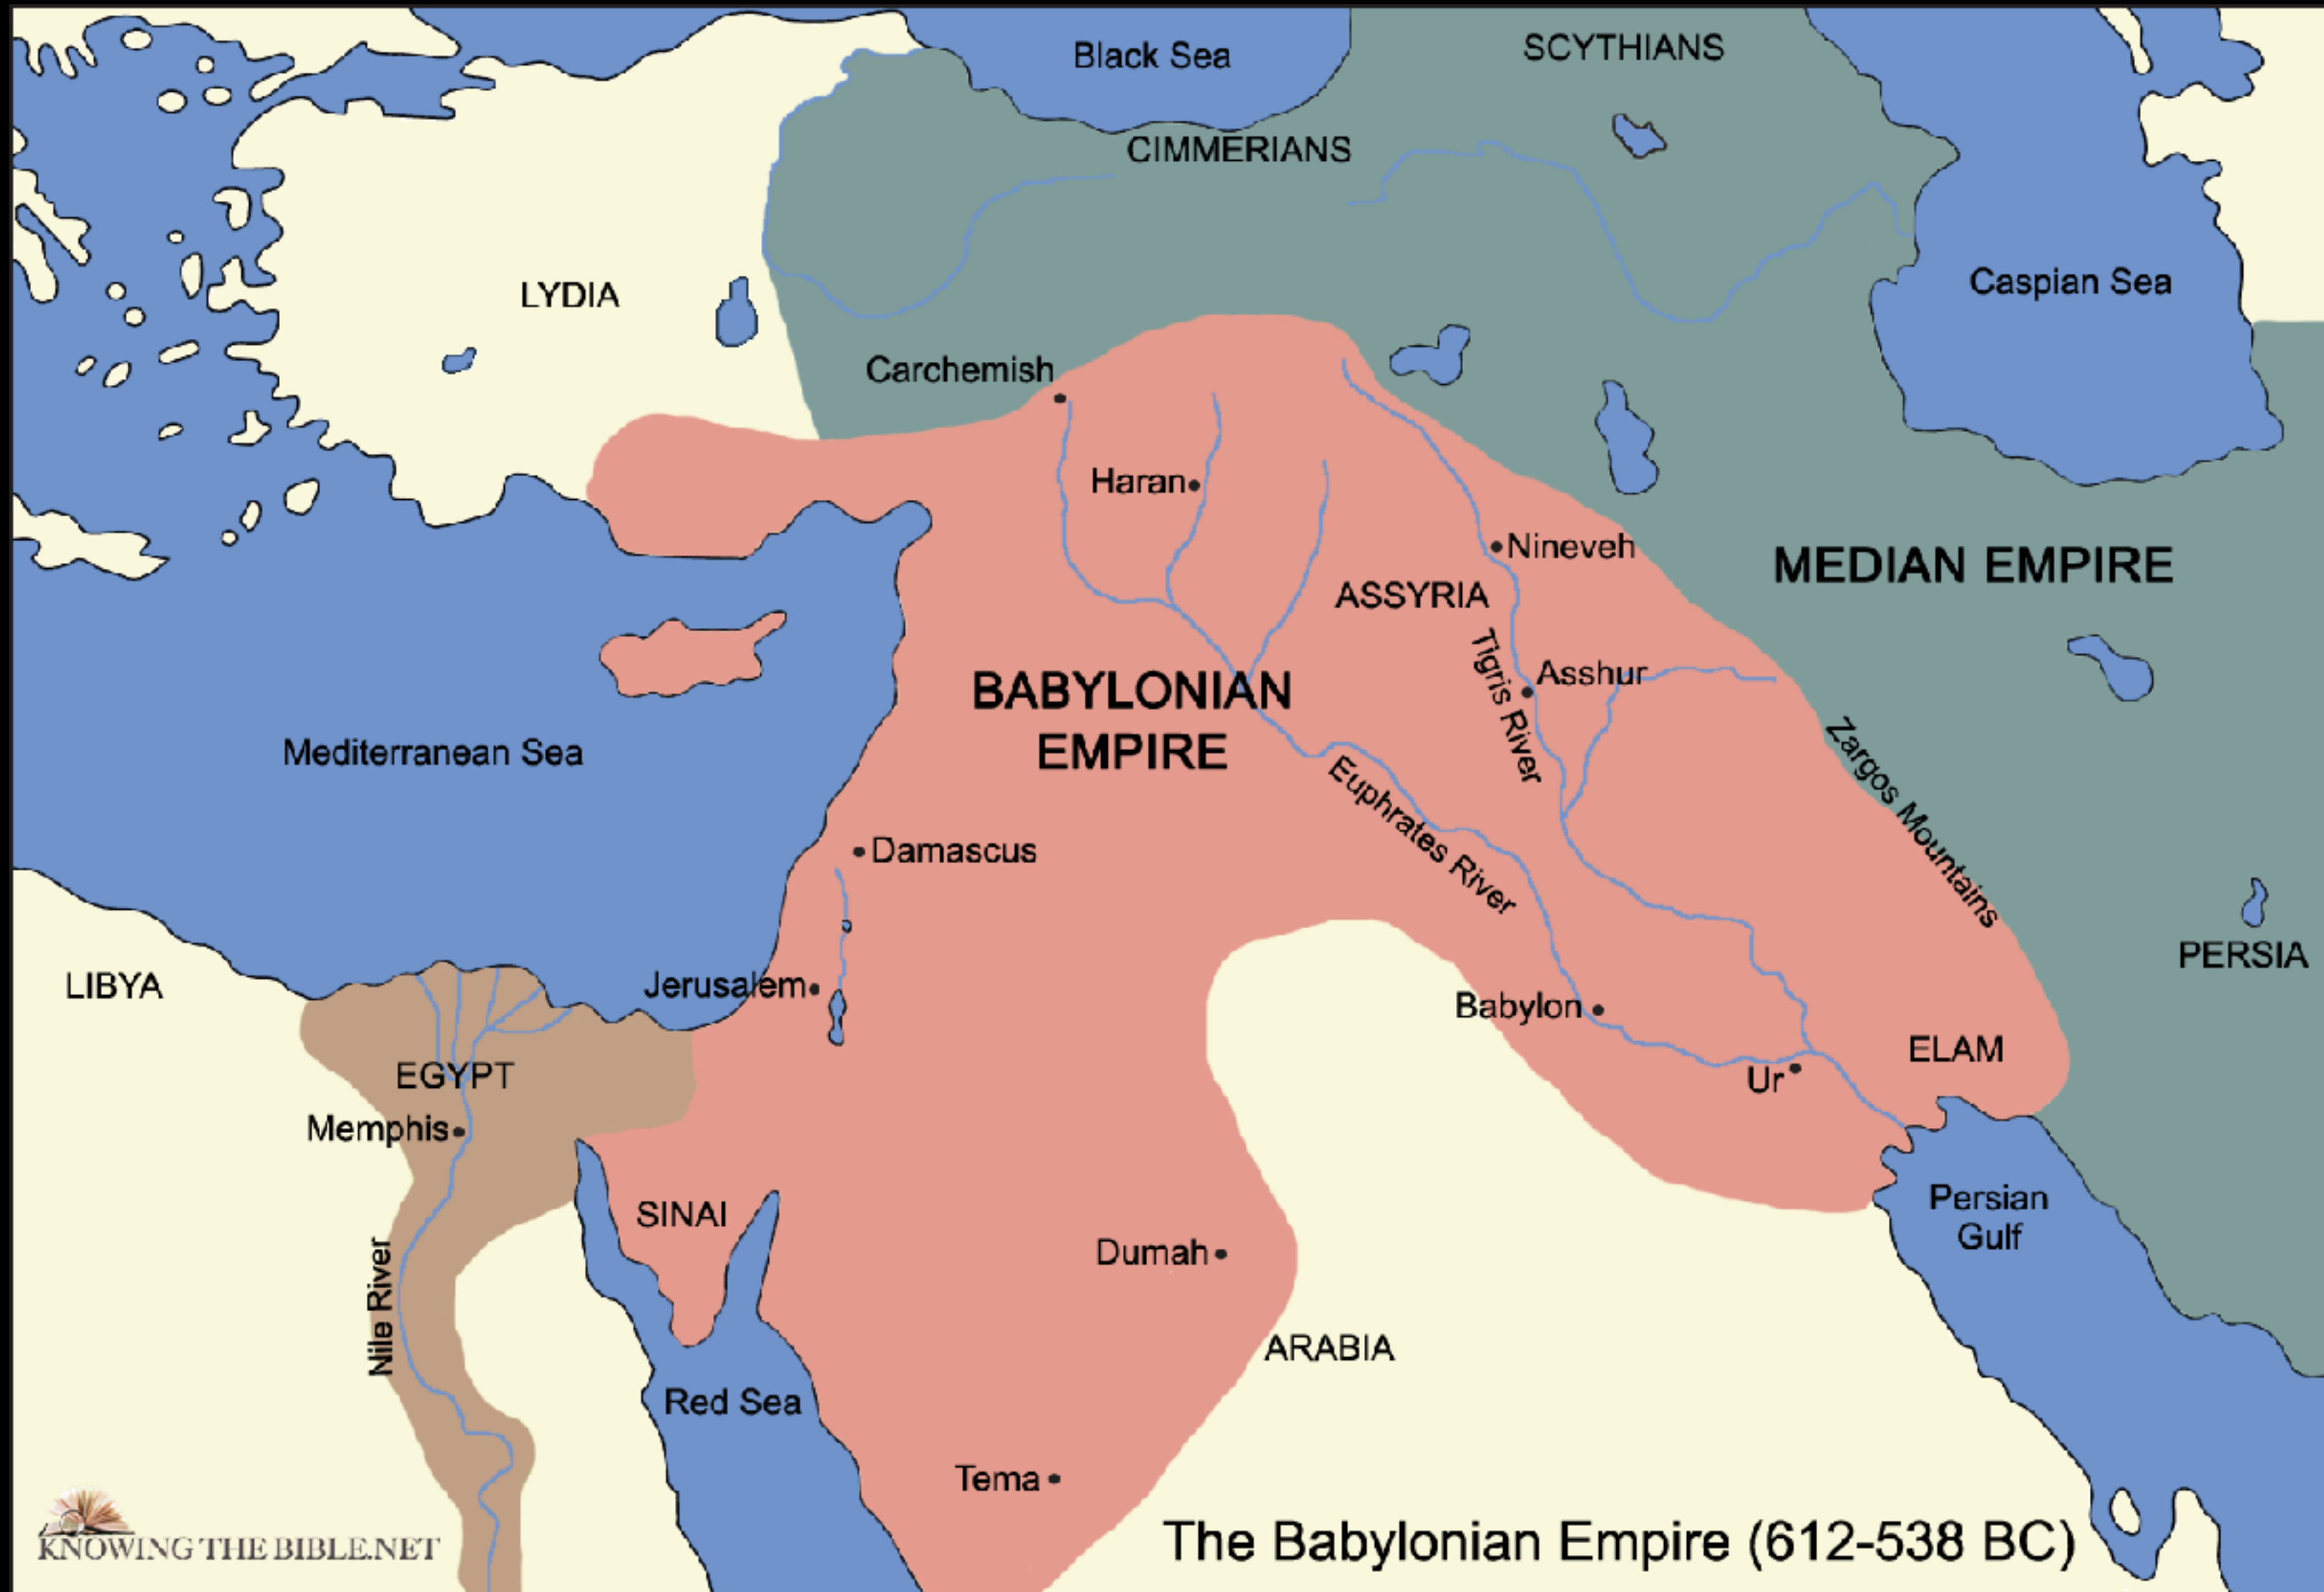 Black Sea
SCYTHIANS
CIMMERIANS
LYDIA
Caspian Sea
Carchemish
Haran
Nineveh
MEDIAN EMPIRE
ASSYRIA
Tigris River
Asshur
BABYLONIAN
EMPIRE
Mediterranean Sea
Zargos Mountains
Euphrates River
Damascus
PERSIA
LIBYA
Jerusalem
Babylon
ELAM
EGYPT
Ur
Memphis
SINAI
Persian
Gulf
Dumah
Nile River
ARABIA
Red Sea
Tema
The Babylonian Empire (612-538 BC)
KNOWING THE BIBLE.NET